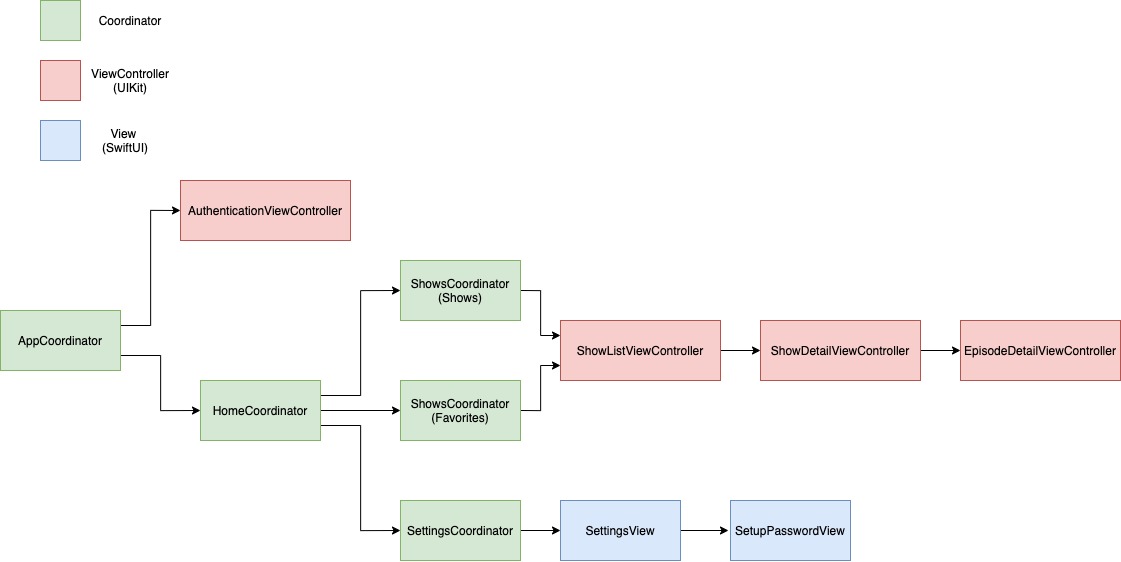 Coordinator
ViewController
(UIKit)
View
(SwiftUI)
AuthenticationViewController
ShowsCoordinator
(Shows)
AppCoordinator
ShowListViewController
ShowDetailViewController
EpisodeDetailViewController
HomeCoordinator
ShowsCoordinator
(Favorites)
SettingsCoordinator
SettingsView
SetupPasswordView